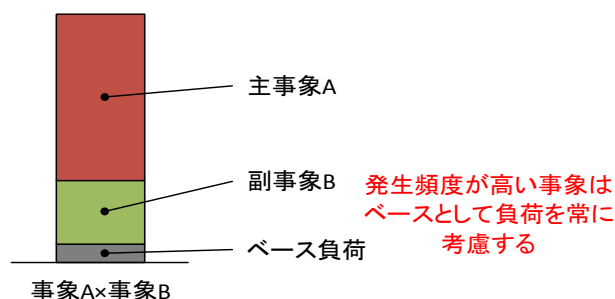 主事象A
副事象B
発生頻度が高い事象は
ベースとして負荷を常に
考慮する
ベース負荷
事象A×事象B